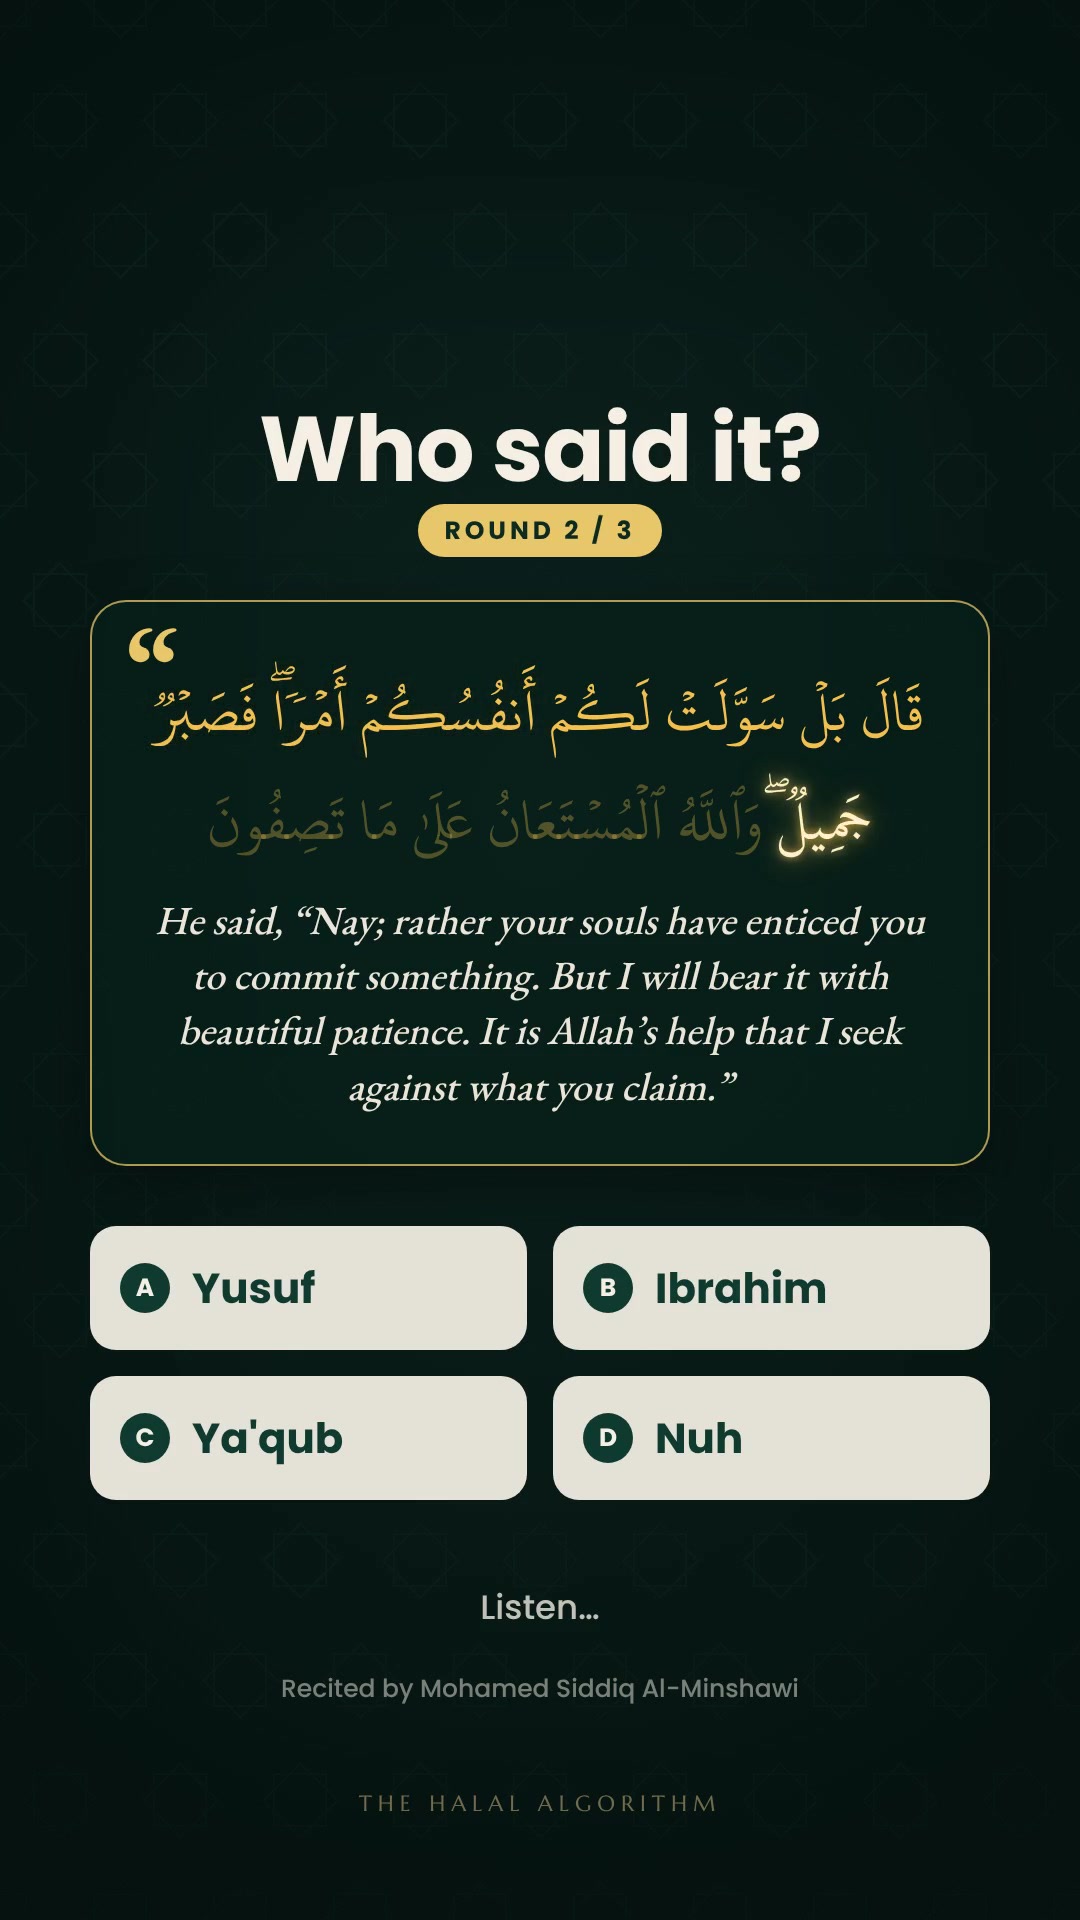 Who said it?
ROUND 2 / 3
“
قَالَ بَلۡ سَوَّلَتۡ لَكُمۡ أَنفُسُكُمۡ أَمۡرٗاۖ فَصَبۡرٞ
جَمِيلٞۖ وَٱللَّهُ ٱلۡمُسۡتَعَانُ عَلَىٰ مَا تَصِفُونَ
He said, “Nay; rather your souls have enticed you
to commit something. But I will bear it with
beautiful patience. It is Allah’s help that I seek
against what you claim.”
A Yusuf
B Ibrahim
C Ya'qub
D Nuh
Listen...
Recited by Mohamed Siddiq Al-Minshawi
THE HALAL ALGORITHM